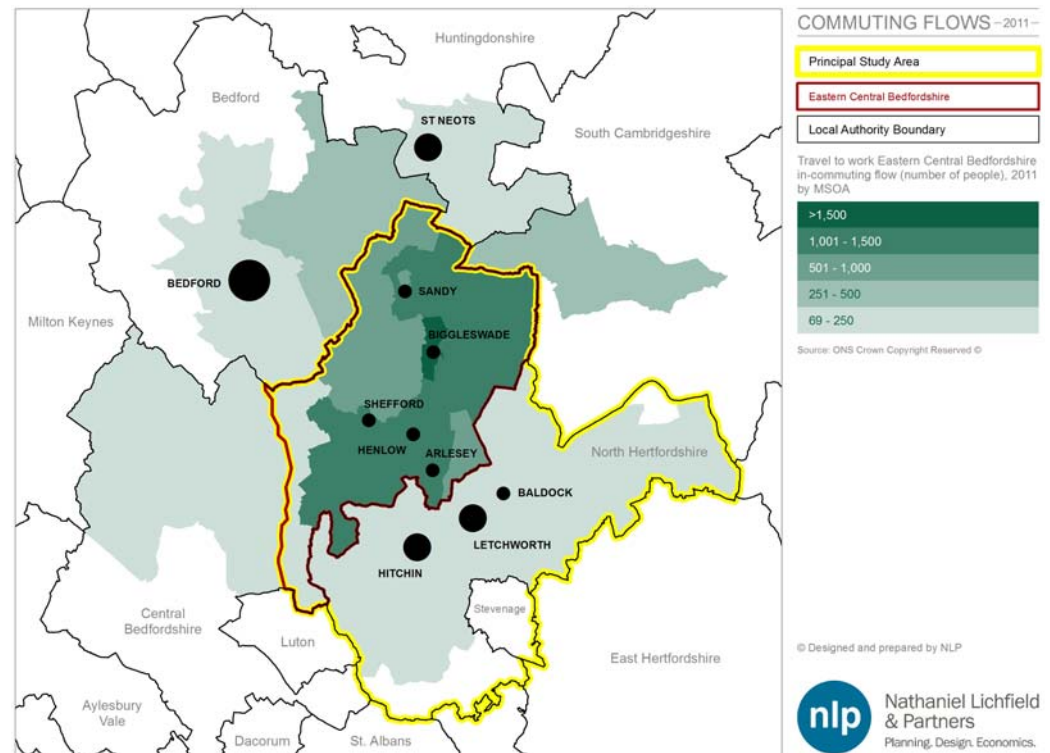 Huntingdonshire
Bedford
ST NEOTS
South Cambridgeshire
BEDFORD
SANDY
Milton Keynes
BIGGLESWADE
SHEFFORD
HENLOW
ARLESEY
North Hertfordshire
BALDOCK
LETCHWORTH
HITCHIN
Stevenage
Central
Bedfordshire
Luton
East Hertfordshire
Aylesbury
Vale
Dacorum
St. Albans
COMMUTING FLOWS – 2011 –
Principal Study Area
Eastern Central Bedfordshire
Local Authority Boundary
Travel to work Eastern Central Bedfordshire
in-commuting flow (number of people), 2011
by MSOA
>1,500
1,001 - 1,500
501 - 1,000
251 - 500
69 - 250
Source: ONS Crown Copyright Reserved ©
© Designed and prepared by NLP
nlp
Nathaniel Lichfield
& Partners
Planning. Design. Economics.